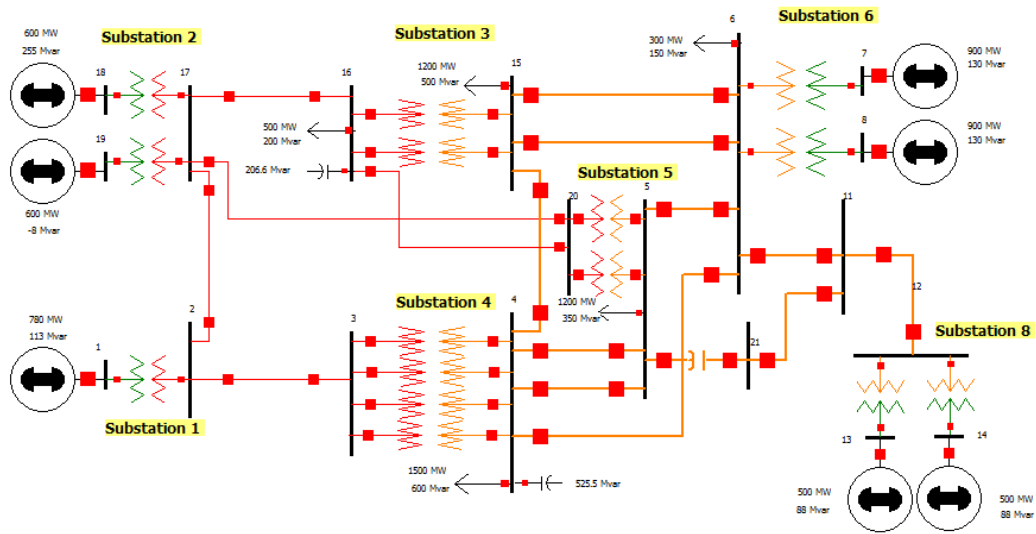 600 MW
255 Mvar
Substation 2
18
17
19
600 MW
-8 Mvar
780 MW
113 Mvar
1
2
Substation 1
Substation 3
16
1200 MW
500 Mvar
15
500 MW
200 Mvar
206.6 Mvar
Substation 4
3
4
1500 MW
600 Mvar
525.5 Mvar
Substation 5
20
5
1200 MW
350 Mvar
6
300 MW
150 Mvar
Substation 6
7
900 MW
130 Mvar
8
900 MW
130 Mvar
11
12
21
Substation 8
13
14
500 MW
88 Mvar
500 MW
88 Mvar